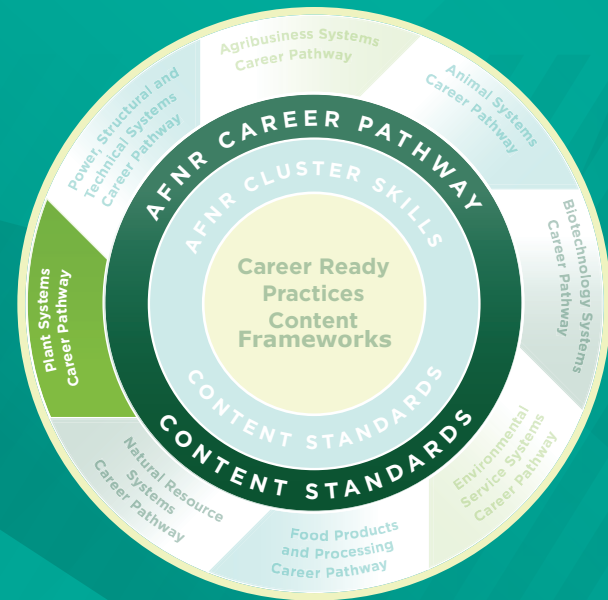 Agribusiness Systems
Career Pathway
Animal Systems
Career Pathway
Biotechnology Systems
Career Pathway
Environmental
Service Systems
Career Pathway
Food Products
and Processing
Career Pathway
Natural Resource
Systems
Career Pathway
Plant Systems
Career Pathway
Power, Structural and
Technical Systems
Career Pathway
AFNR CAREER PATHWAY
CONTENT STANDARDS
AFNR CLUSTER SKILLS
CONTENT STANDARDS
Career Ready
Practices
Content
Frameworks